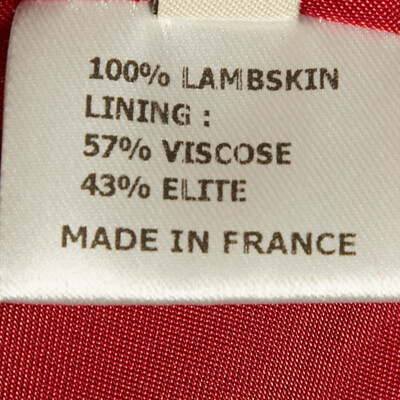 100% LAMBSKIN
LINING :
57% VISCOSE
43% ELITE
MADE IN FRANCE